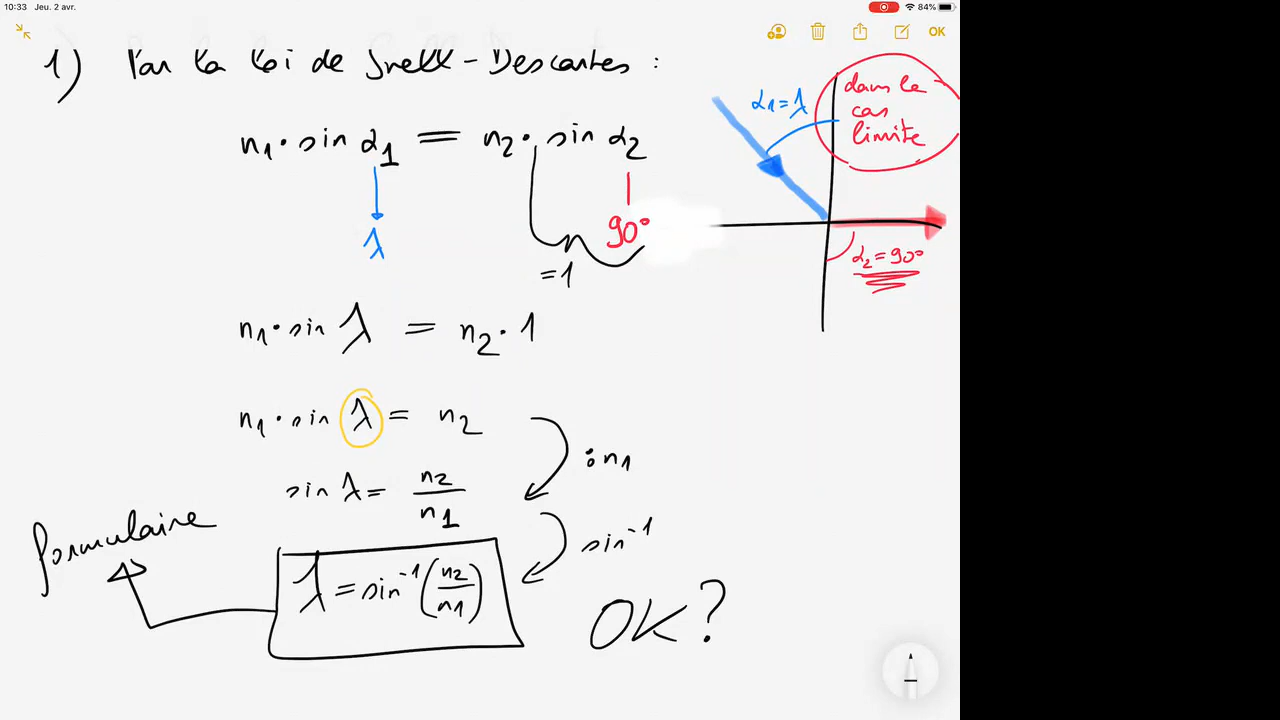 10:33 Jeu. 2 avr.
84%
OK
1) Par la loi de Snell-Descartes :
n1·sin α1 = n2·sin α2
λ
90°
=1
α1=λ
dans le
cas
limite
α2=90°
n1·sin λ = n2·1
n1·sin λ = n2
:n1
sin λ = n2/n1
sin⁻¹
formulaire
λ = sin⁻¹(n2/n1)
OK?